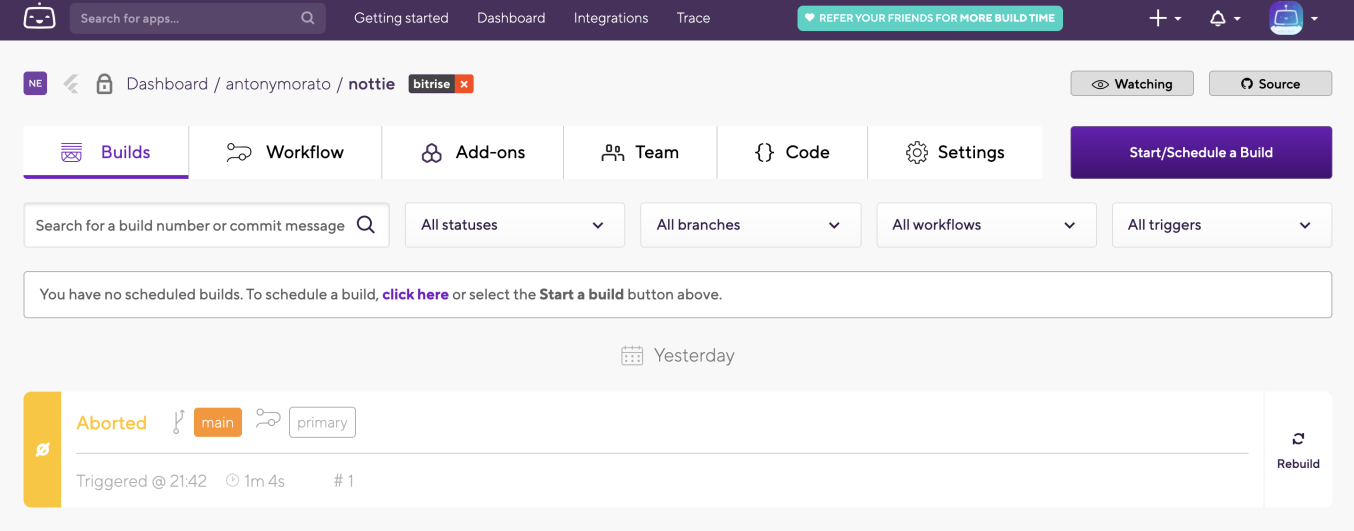 Search for apps...
Getting started
Dashboard
Integrations
Trace
REFER YOUR FRIENDS FOR MORE BUILD TIME
NE
Dashboard / antonymorato / nottie
bitrise x
Watching
Source
Builds
Workflow
Add-ons
Team
{} Code
Settings
Start/Schedule a Build
Search for a build number or commit message
All statuses
All branches
All workflows
All triggers
You have no scheduled builds. To schedule a build, click here or select the Start a build button above.
Yesterday
Aborted
main
primary
Rebuild
Triggered @ 21:42
1m 4s
# 1